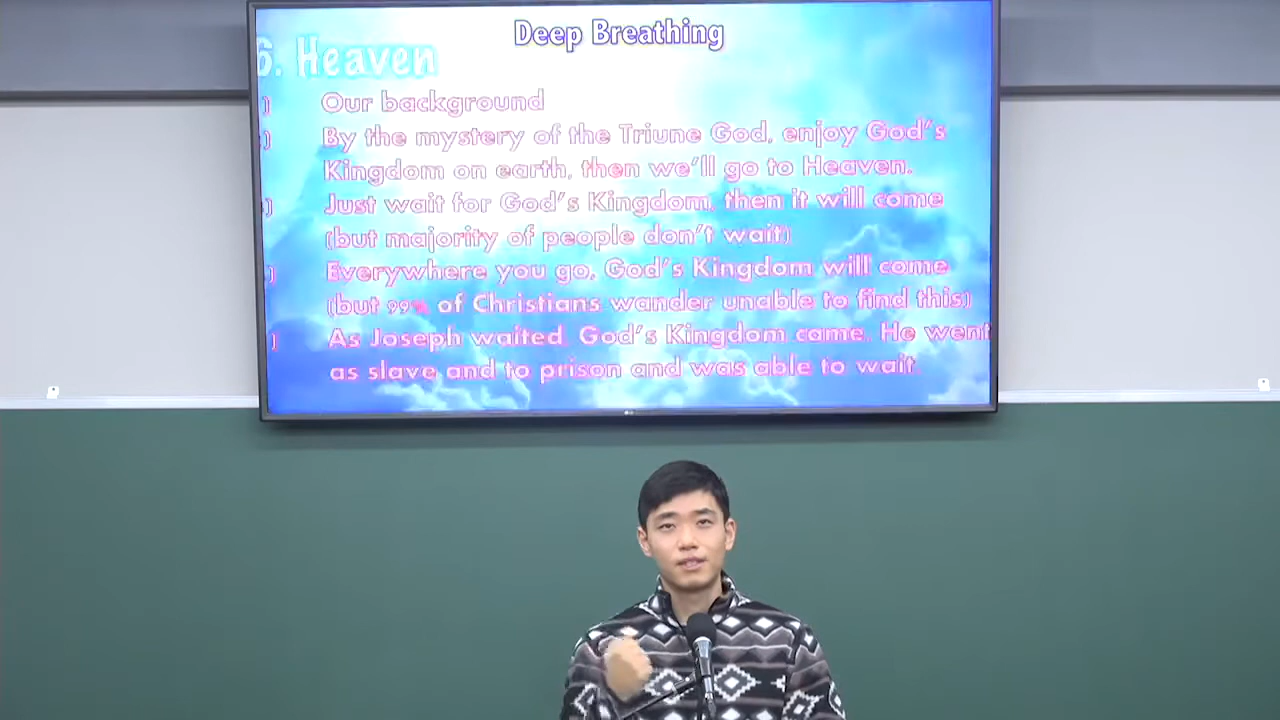 Deep Breathing
6. Heaven
) Our background
) By the mystery of the Triune God, enjoy God's
Kingdom on earth, then we'll go to Heaven.
) Just wait for God's Kingdom, then it will come
(but majority of people don't wait)
) Everywhere you go, God's Kingdom will come
(but 99% of Christians wander unable to find this)
) As Joseph waited, God's Kingdom came. He went
as slave and to prison and was able to wait.
LG